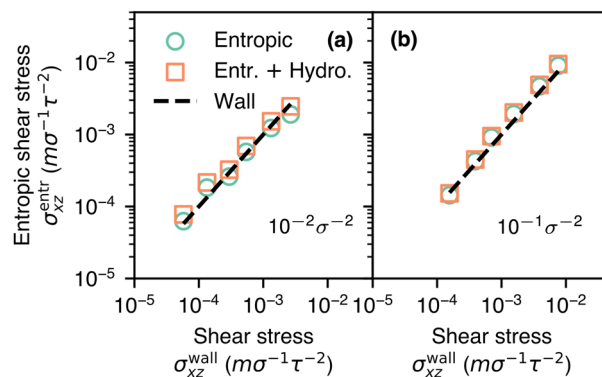 Entropic shear stress
σ_xz^entr (mσ⁻¹τ⁻²)
10⁻²
10⁻³
10⁻⁴
10⁻⁵
Entropic
Entr. + Hydro.
Wall
(a)
10⁻²σ⁻²
(b)
10⁻¹σ⁻²
10⁻⁵ 10⁻⁴ 10⁻³ 10⁻²
10⁻⁵ 10⁻⁴ 10⁻³ 10⁻²
Shear stress
σ_xz^wall (mσ⁻¹τ⁻²)
Shear stress
σ_xz^wall (mσ⁻¹τ⁻²)